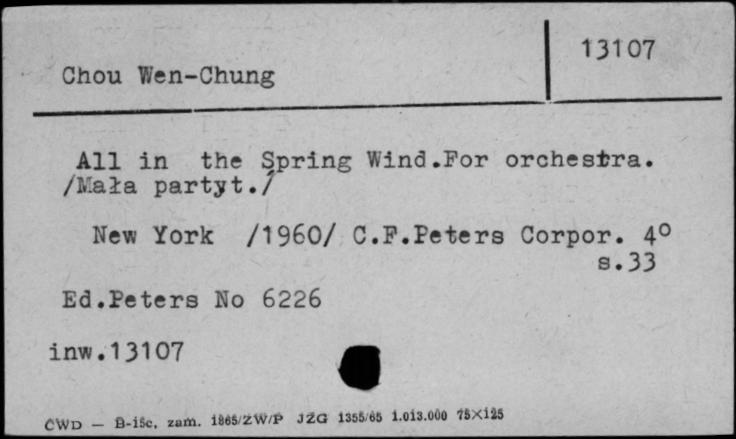 13107
Chou Wen-Chung
All in the Spring Wind.For orchestra.
/Mała partyt./
New York /1960/ C.F.Peters Corpor. 4°
s.33
Ed.Peters No 6226
inw.13107
CWD — B-15c, zam. 1865/ZW/P JZG 1355/65 1.013.000 75×125